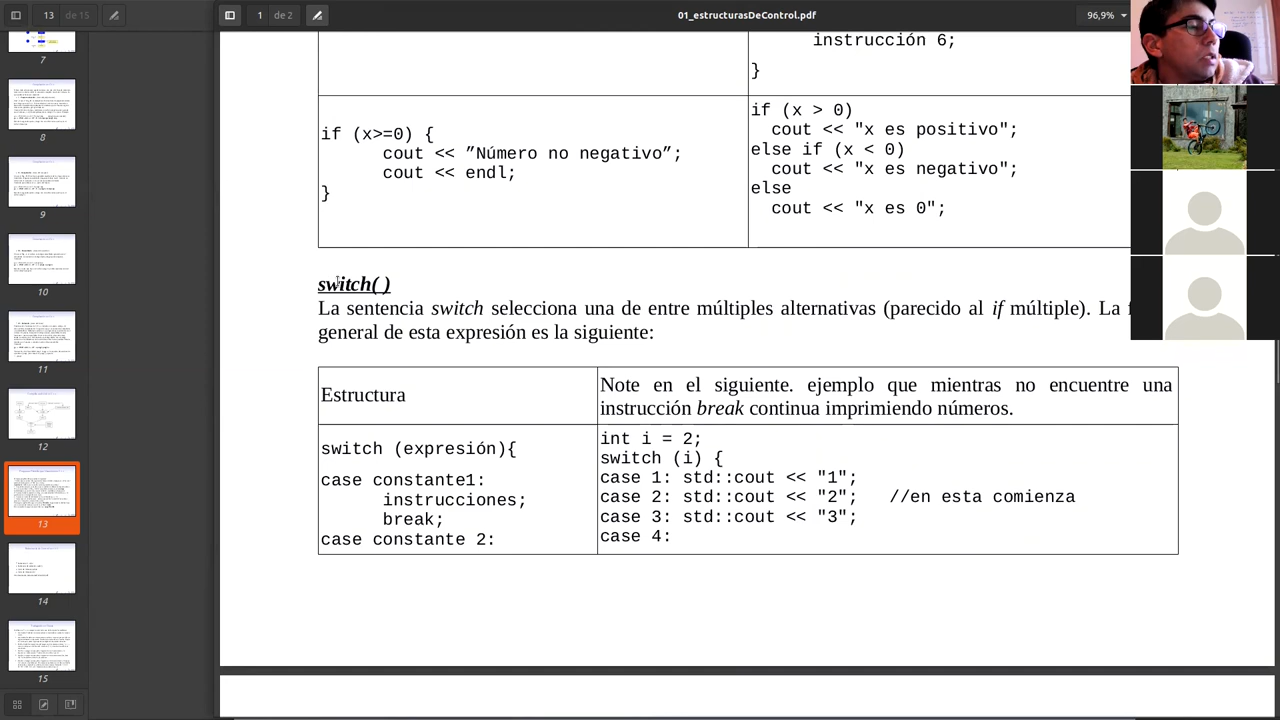 13 de 15
1 de 2
01_estructurasDeControl.pdf
96,9%
7
8
9
10
11
12
13
14
15
instrucción 6;
}
if (x>=0) {
cout << ”Número no negativo”;
cout << endl;
}
if (x > 0)
cout << "x es positivo";
else if (x < 0)
cout << "x es negativo";
else
cout << "x es 0";
switch( )
La sentencia switch selecciona una de entre múltiples alternativas (parecido al if múltiple). La
general de esta expresión es la siguiente:
Estructura
Note en el siguiente. ejemplo que mientras no encuentre una
instrucción break continua imprimiendo números.
switch (expresión){
case constante1:
instrucciones;
break;
case constante 2:
int i = 2;
switch (i) {
case 1: std::cout << "1";
case 2: std::cout << "2"; //en esta comienza
case 3: std::cout << "3";
case 4: